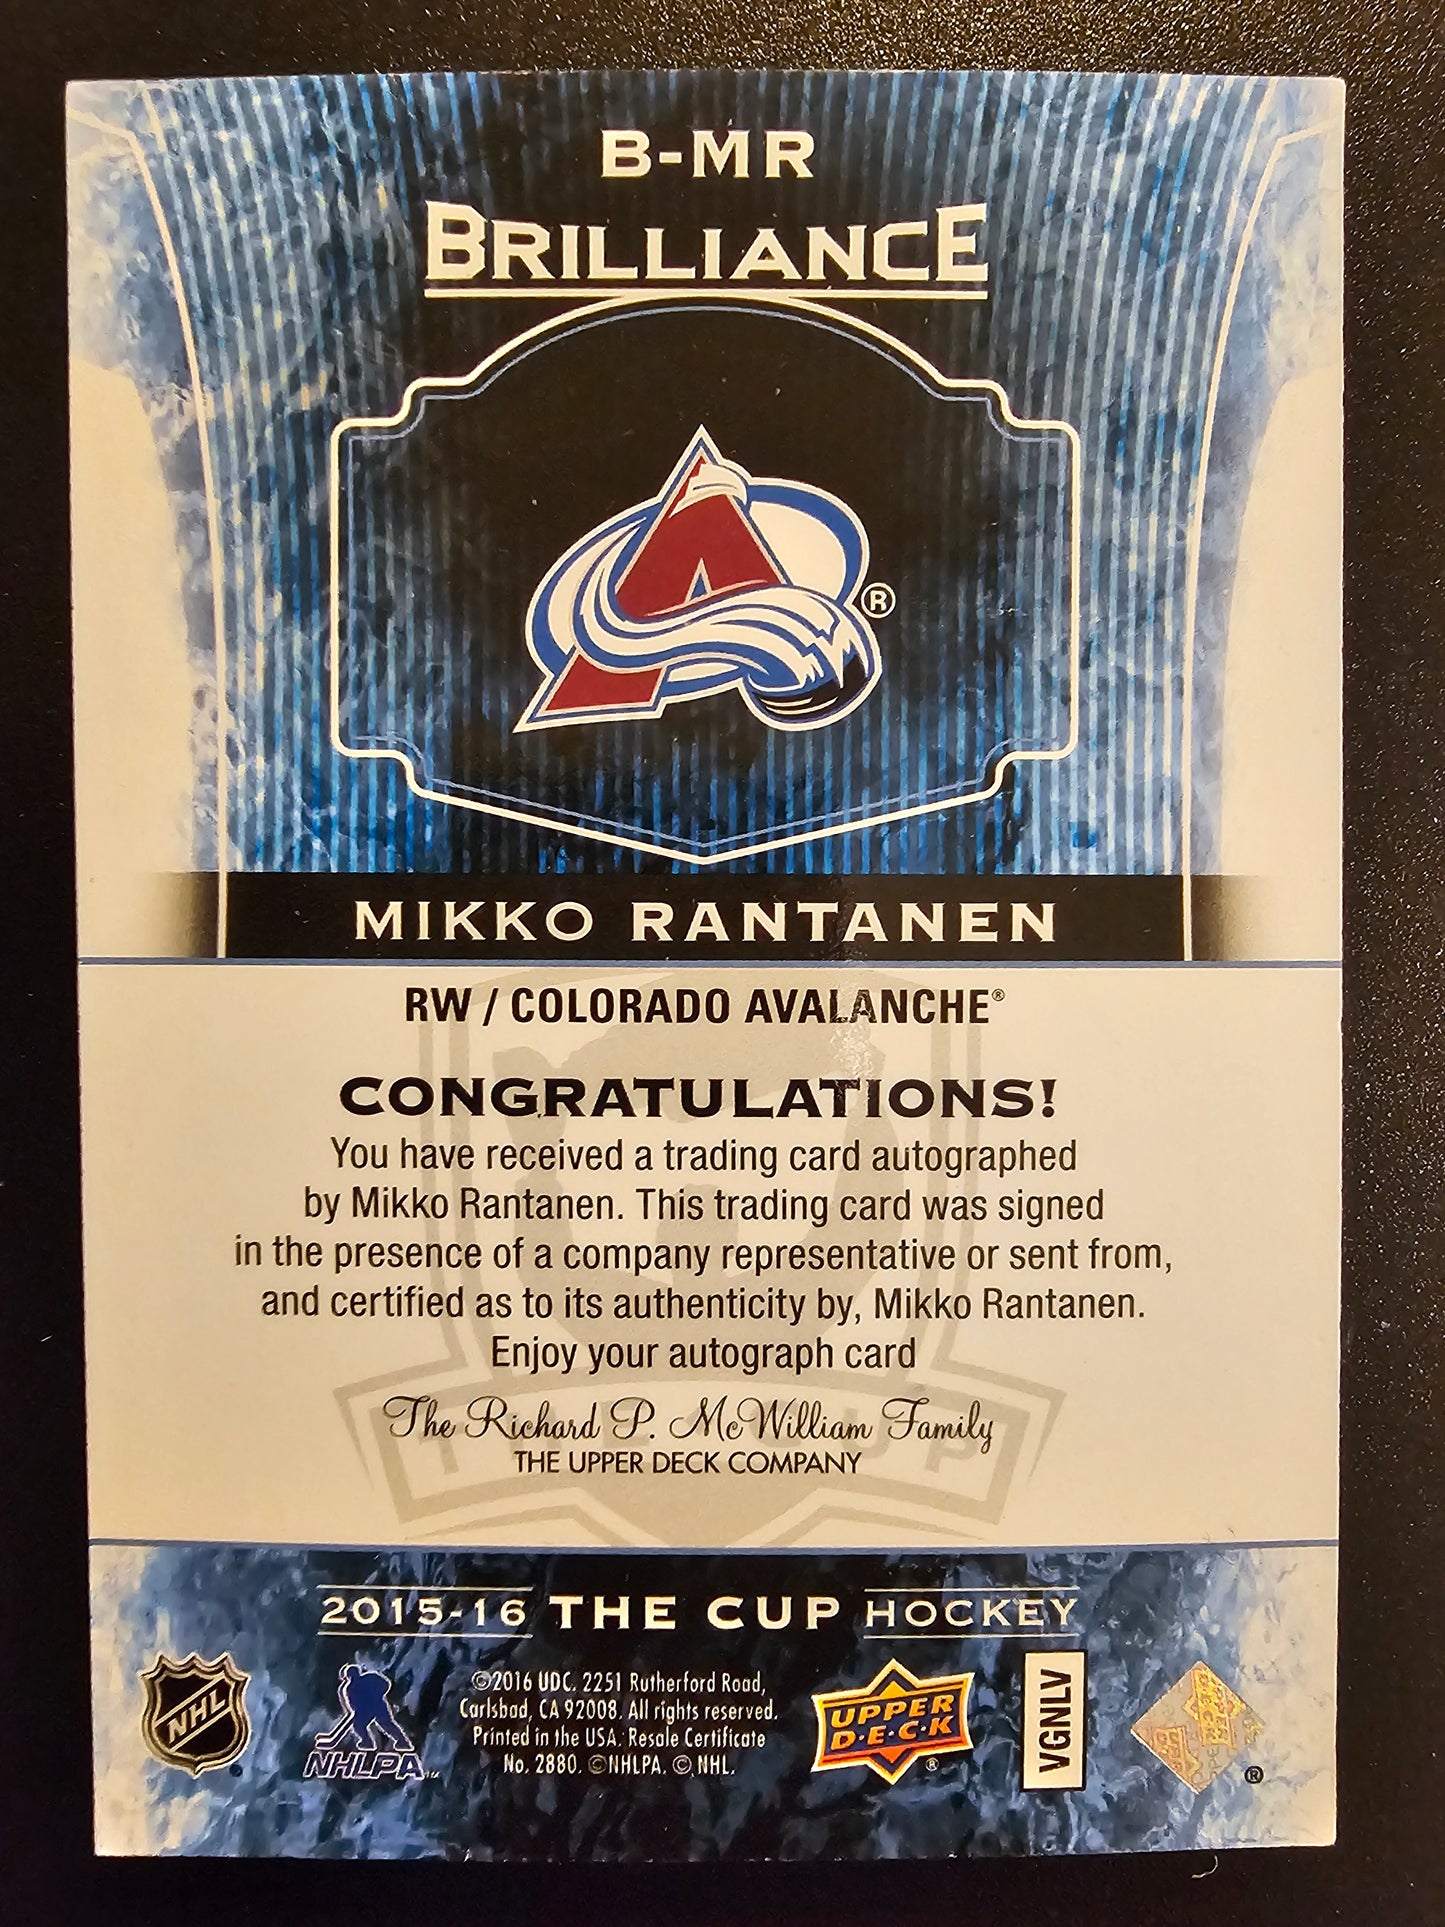 B-MR
BRILLIANCE
®
MIKKO RANTANEN
RW / COLORADO AVALANCHE®
CONGRATULATIONS!
You have received a trading card autographed
by Mikko Rantanen. This trading card was signed
in the presence of a company representative or sent from,
and certified as to its authenticity by, Mikko Rantanen.
Enjoy your autograph card
The Richard P. McWilliam Family
THE UPPER DECK COMPANY
THE CUP
2015-16 THE CUP HOCKEY
NHL
NHLPA
©2016 UDC. 2251 Rutherford Road,
Carlsbad, CA 92008. All rights reserved.
Printed in the USA. Resale Certificate
No. 2880. ©NHLPA. © NHL.
UPPER
D·E·C·K
®
VGNLV
®